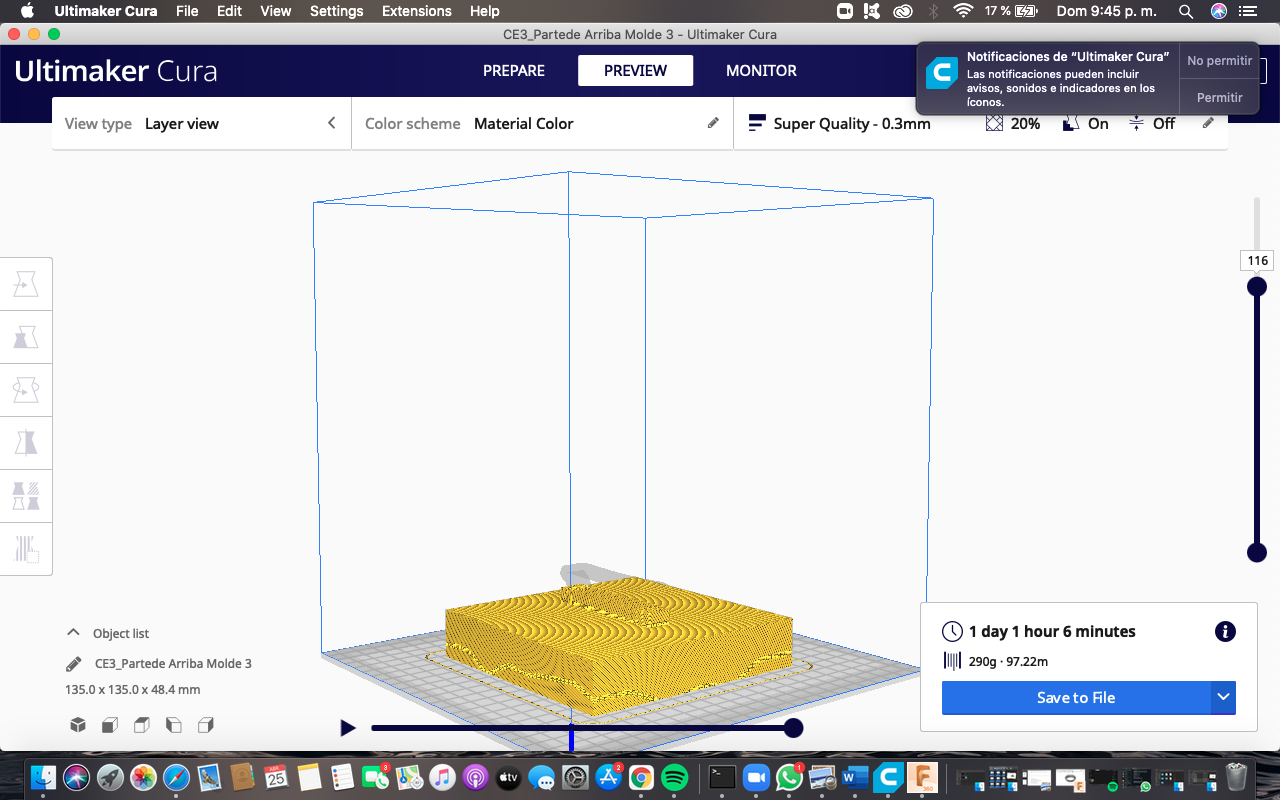 Ultimaker Cura File Edit View Settings Extensions Help 17 % Dom 9:45 p. m.
CE3_Partede Arriba Molde 3 - Ultimaker Cura
Ultimaker Cura PREPARE PREVIEW MONITOR
Notificaciones de “Ultimaker Cura”
Las notificaciones pueden incluir
avisos, sonidos e indicadores en los
íconos.
No permitir
Permitir
View type Layer view Color scheme Material Color Super Quality - 0.3mm 20% On Off
116
Object list
CE3_Partede Arriba Molde 3
135.0 x 135.0 x 48.4 mm
1 day 1 hour 6 minutes
290g · 97.22m
Save to File
25
3
tv
2
1
360